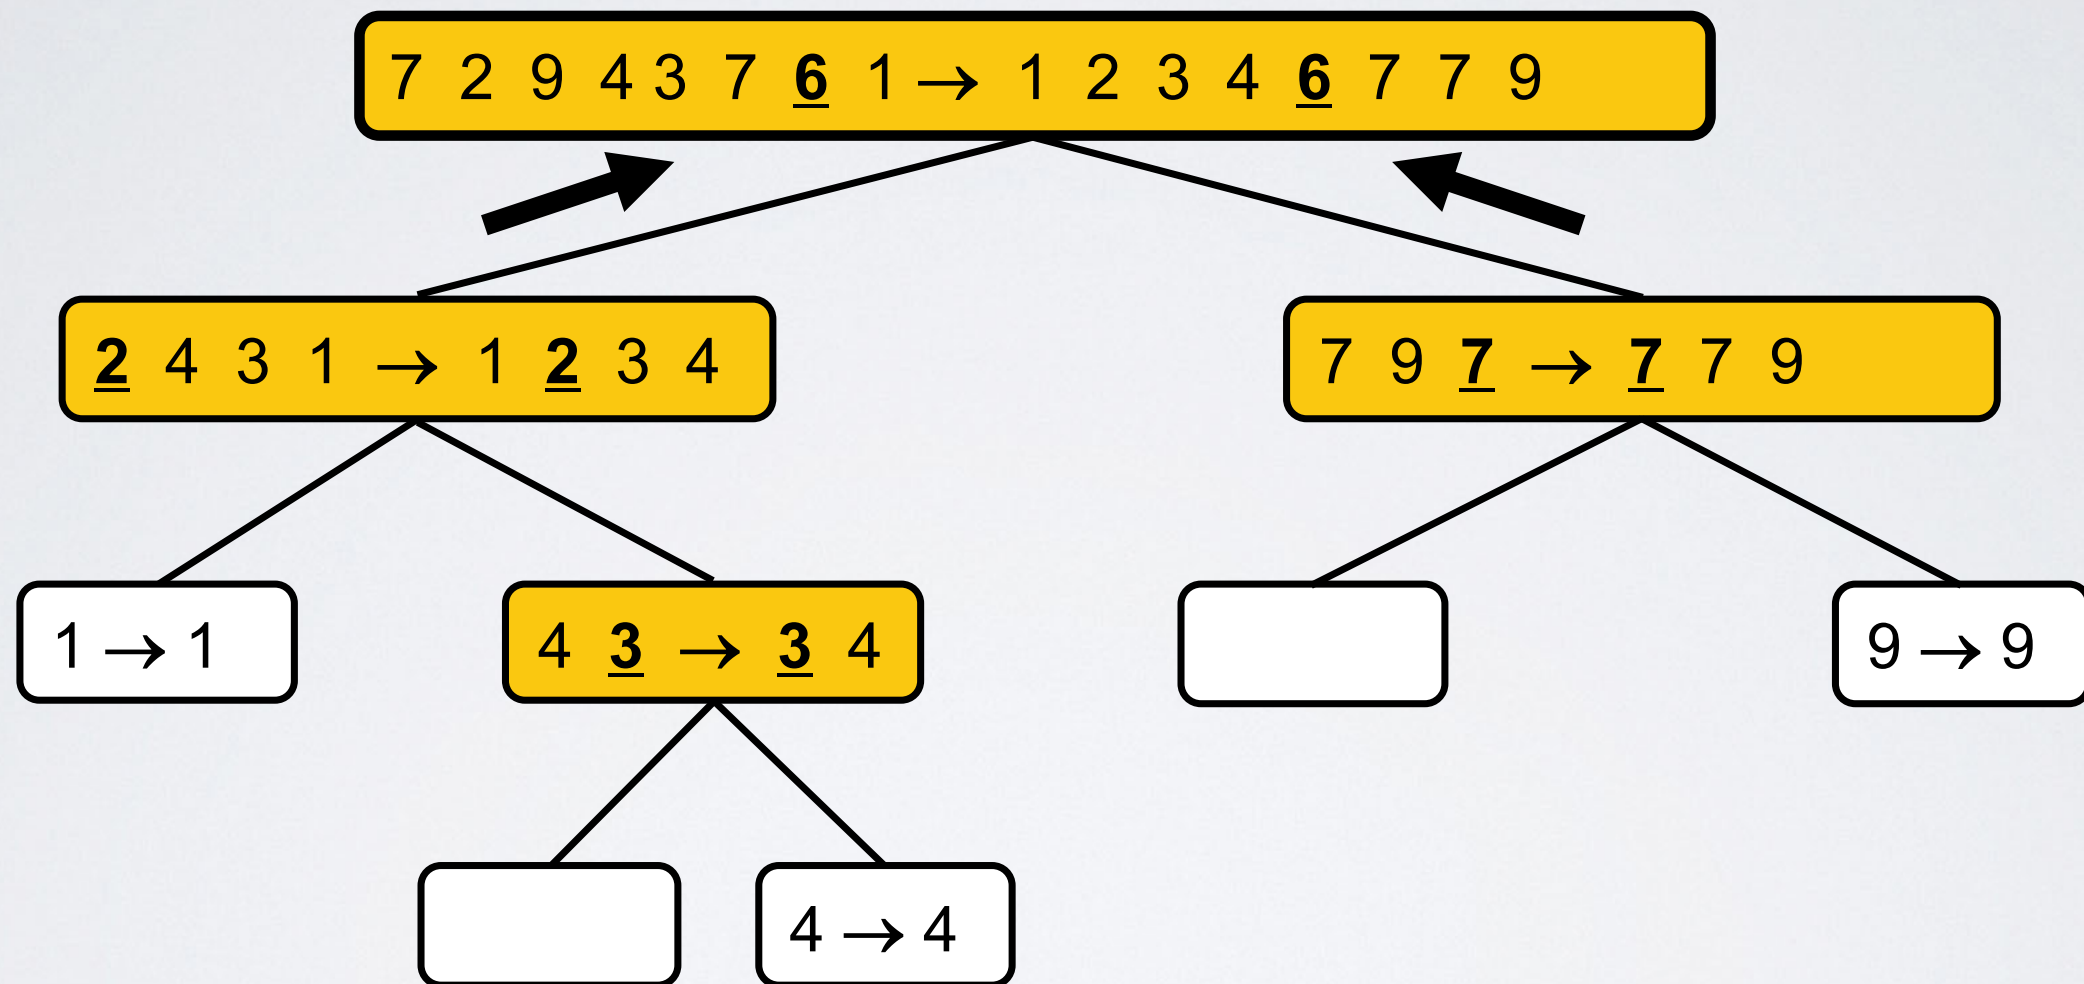 7 2 9 4 3 7 6 1 → 1 2 3 4 6 7 7 9
2 4 3 1 → 1 2 3 4
7 9 7 → 7 7 9
1 → 1
4 3 → 3 4
9 → 9
4 → 4